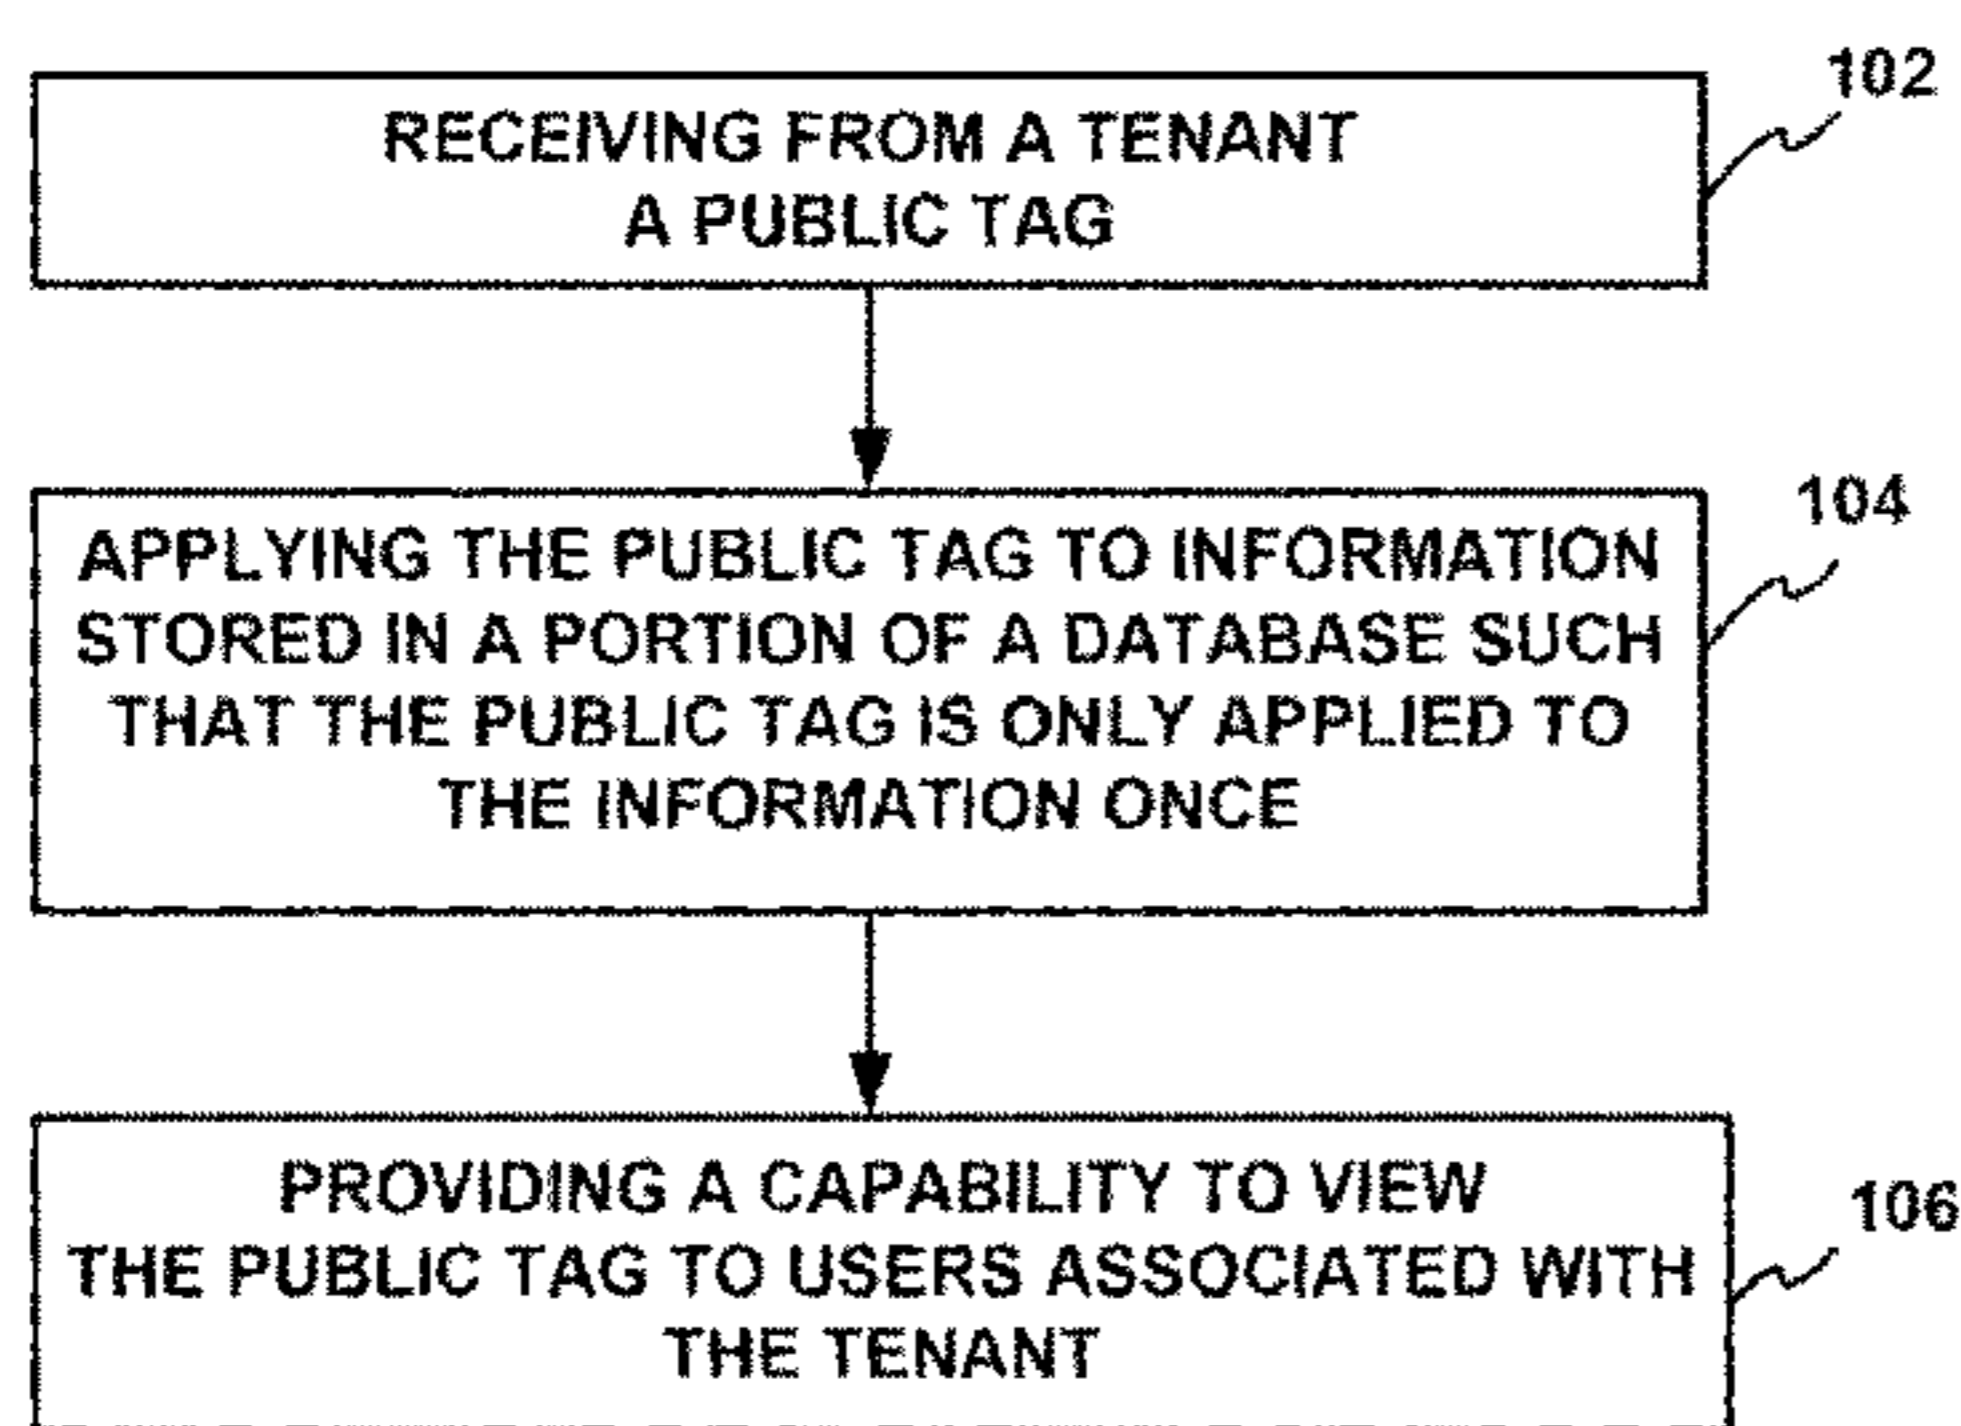 102
RECEIVING FROM A TENANT
A PUBLIC TAG
104
APPLYING THE PUBLIC TAG TO INFORMATION
STORED IN A PORTION OF A DATABASE SUCH
THAT THE PUBLIC TAG IS ONLY APPLIED TO
THE INFORMATION ONCE
106
PROVIDING A CAPABILITY TO VIEW
THE PUBLIC TAG TO USERS ASSOCIATED WITH
THE TENANT